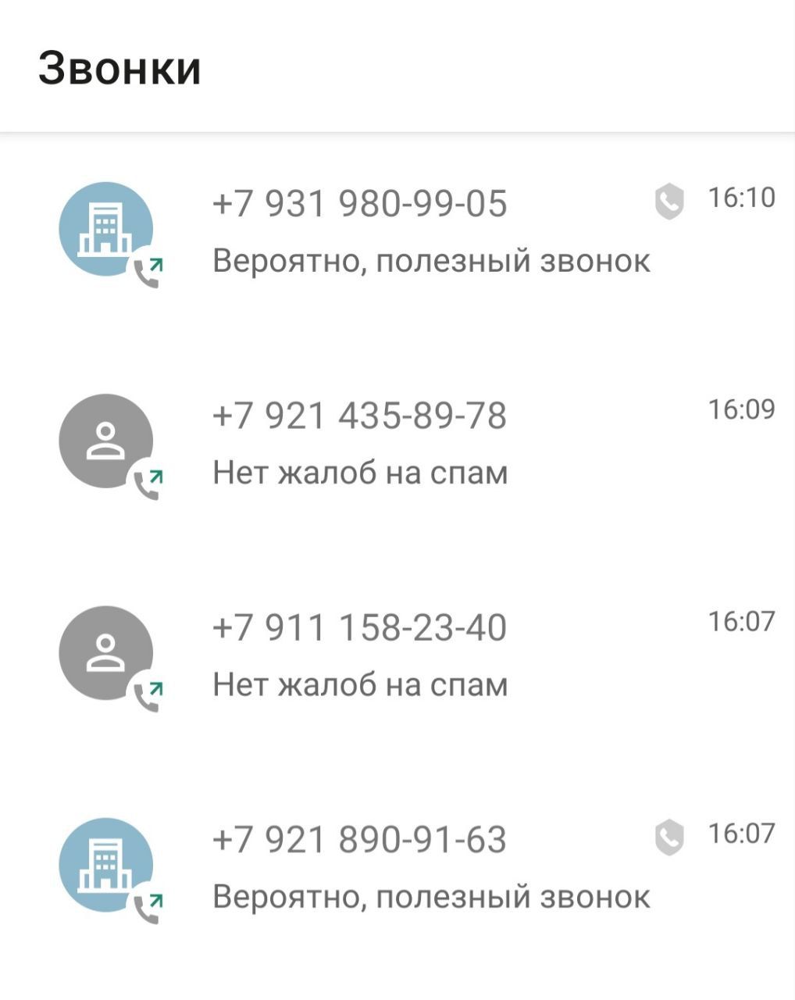 Звонки
+7 931 980-99-05 16:10
Вероятно, полезный звонок
+7 921 435-89-78 16:09
Нет жалоб на спам
+7 911 158-23-40 16:07
Нет жалоб на спам
+7 921 890-91-63 16:07
Вероятно, полезный звонок